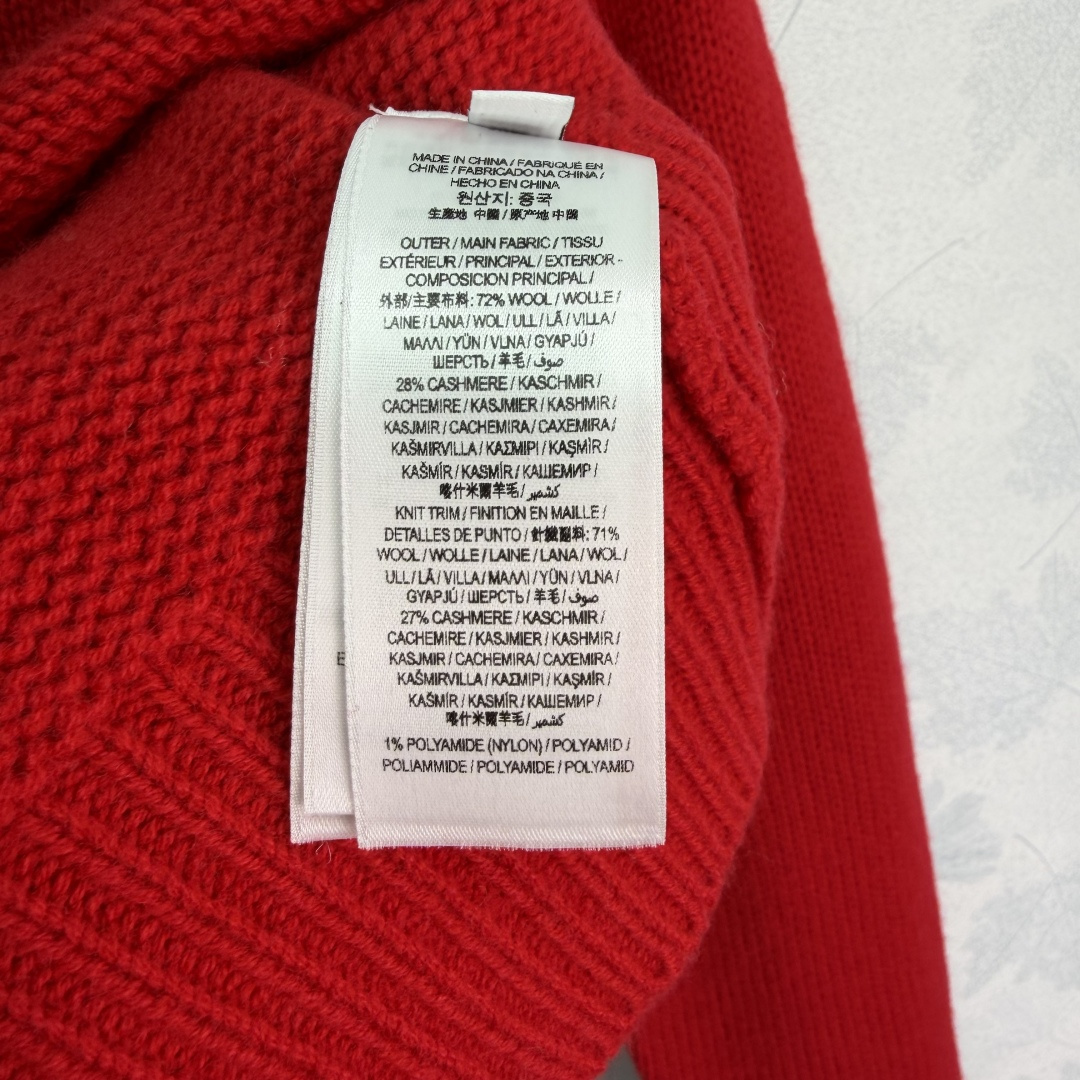 MADE IN CHINA / FABRIQUÉ EN
CHINE / FABRICADO NA CHINA /
HECHO EN CHINA
원산지: 중국
生產地 中國 / 原产地 中國
OUTER / MAIN FABRIC / TISSU
EXTÉRIEUR / PRINCIPAL / EXTERIOR -
COMPOSICION PRINCIPAL /
外部/主要布料: 72% WOOL / WOLLE /
LAINE / LANA / WOL / ULL / LÃ / VILLA /
ΜΑΛΛΙ / YÜN / VLNA / GYAPJÚ /
ШЕРСТЬ / 羊毛 / صوف
28% CASHMERE / KASCHMIR /
CACHEMIRE / KASJMIER / KASHMIR /
KASJMIR / CACHEMIRA / CAXEMIRA /
KAŠMIRVILLA / ΚΑΣΜΙΡΙ / KAŞMİR /
KAŠMÍR / KASMÍR / КАШЕМИР /
喀什米爾羊毛 / كشمير
KNIT TRIM / FINITION EN MAILLE /
DETALLES DE PUNTO / 針織配料: 71%
WOOL / WOLLE / LAINE / LANA / WOL /
ULL / LÃ / VILLA / ΜΑΛΛΙ / YÜN / VLNA /
GYAPJÚ / ШЕРСТЬ / 羊毛 / صوف
27% CASHMERE / KASCHMIR /
CACHEMIRE / KASJMIER / KASHMIR /
KASJMIR / CACHEMIRA / CAXEMIRA /
KAŠMIRVILLA / ΚΑΣΜΙΡΙ / KAŞMİR /
KAŠMÍR / KASMÍR / КАШЕМИР /
喀什米爾羊毛 / كشمير
1% POLYAMIDE (NYLON) / POLYAMID /
POLIAMMIDE / POLYAMIDE / POLYAMID